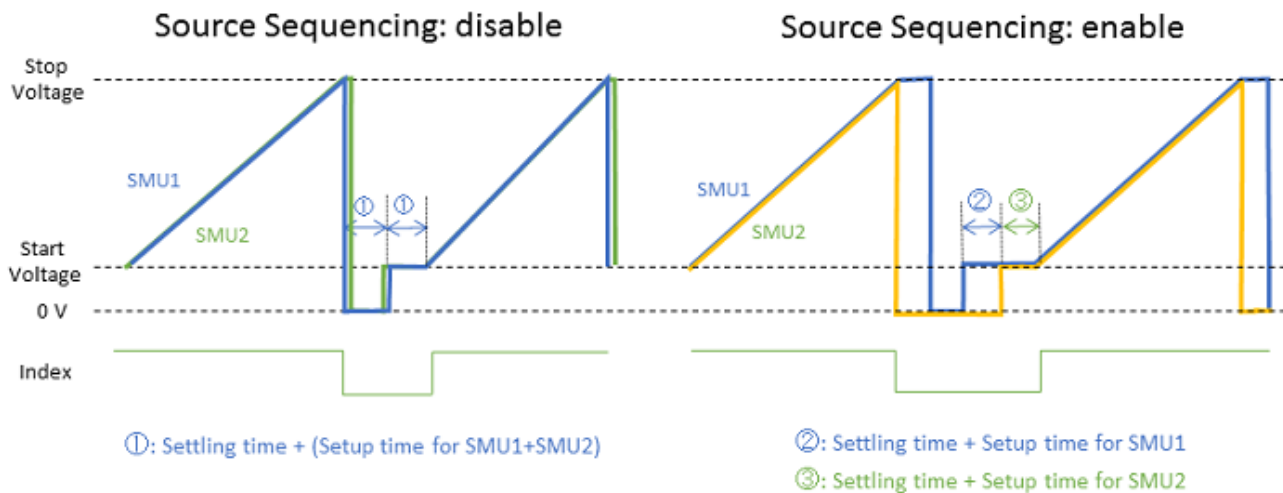 Source Sequencing: disable
Source Sequencing: enable
Stop
Voltage
SMU1
SMU2
① ①
Start
Voltage
0 V
Index
SMU1
SMU2
② ③
①: Settling time + (Setup time for SMU1+SMU2)
②: Settling time + Setup time for SMU1
③: Settling time + Setup time for SMU2